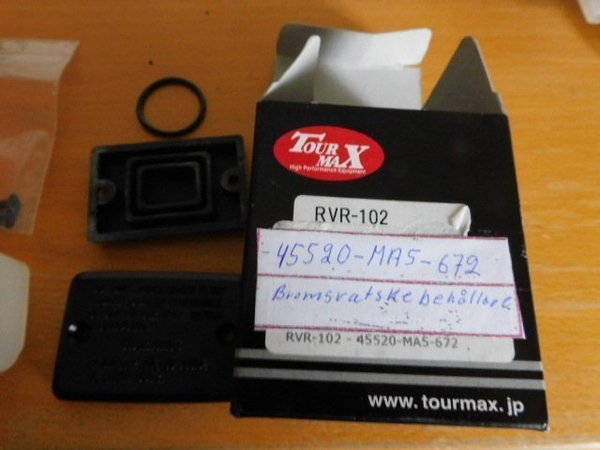 TOUR
MAX
High Performance Equipment
RVR-102
45520-MA5-672
Bromsvätskebehållare
RVR-102 - 45520-MA5-672
www.tourmax.jp